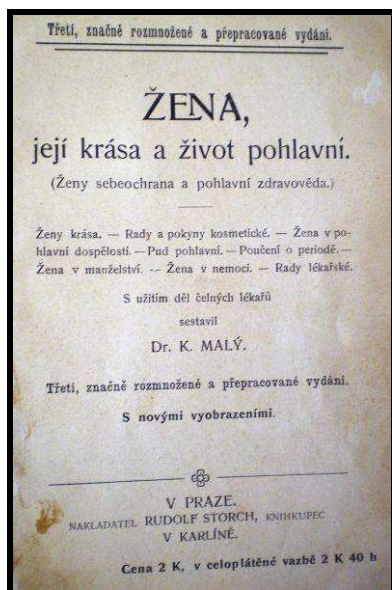 Třetí, značně rozmnožené a přepracované vydání.
ŽENA,
její krása a život pohlavní.
(Ženy sebeochrana a pohlavní zdravověda.)
Ženy krása. — Rady a pokyny kosmetické. — Žena v po-
hlavní dospělosti. — Pud pohlavní. — Poučení o periodě. —
Žena v manželství. — Žena v nemoci. — Rady lékařské.
S užitím děl čelných lékařů
sestavil
Dr. K. MALÝ.
Třetí, značně rozmnožené a přepracované vydání.
S novými vyobrazeními.
V PRAZE.
NAKLADATEL RUDOLF STORCH, KNIHKUPEC
V KARLÍNĚ.
Cena 2 K, v celoplátěné vazbě 2 K 40 h